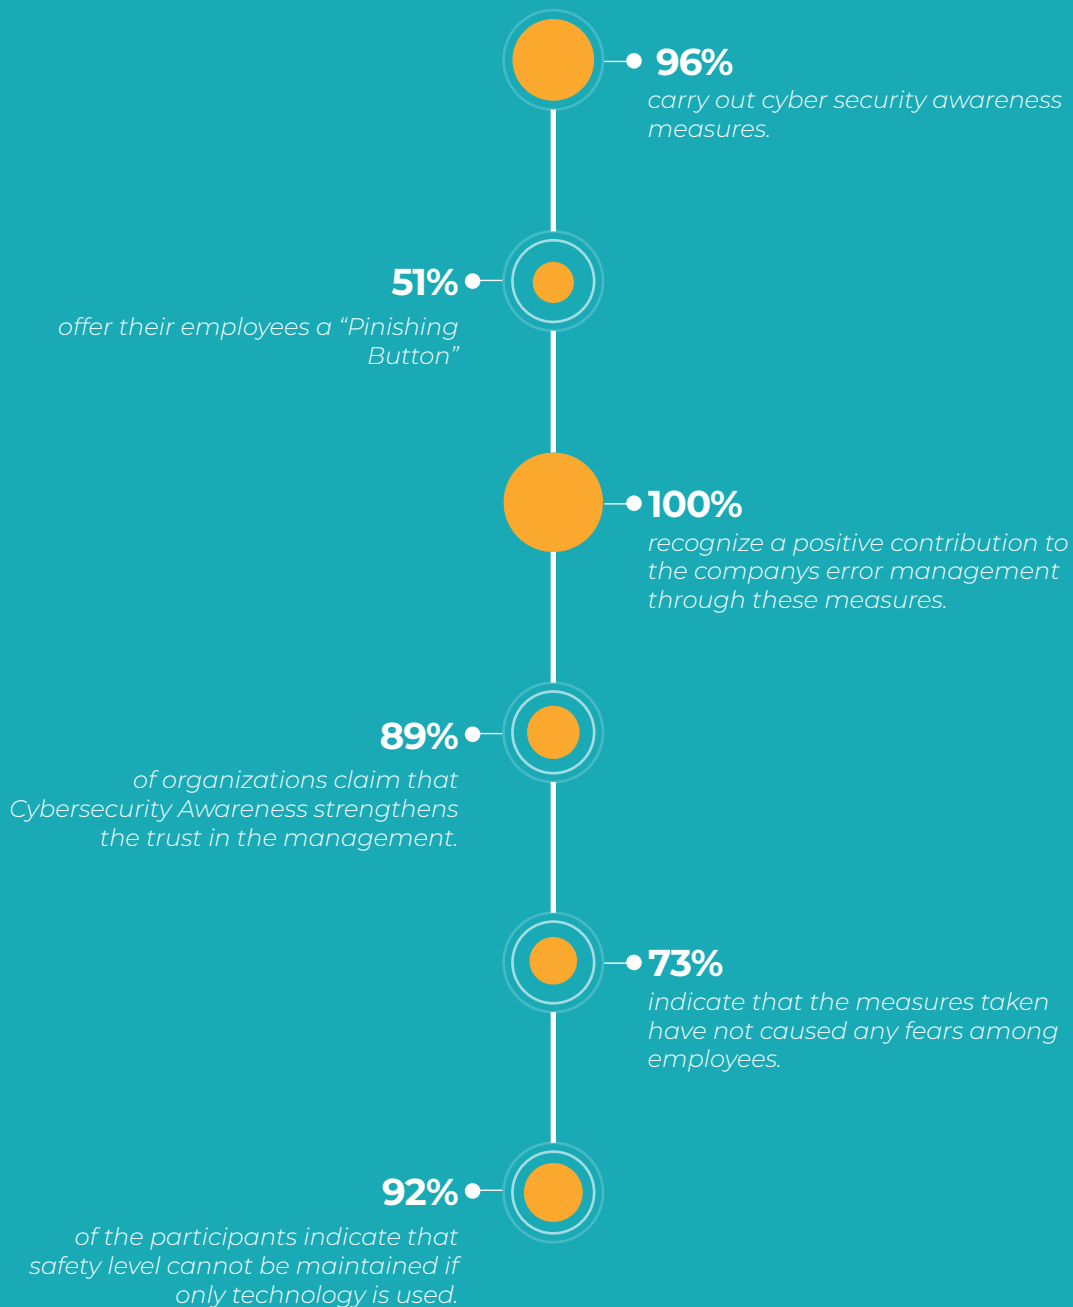 96%
carry out cyber security awareness
measures.
51%
offer their employees a “Pinishing
Button”
100%
recognize a positive contribution to
the companys error management
through these measures.
89%
of organizations claim that
Cybersecurity Awareness strengthens
the trust in the management.
73%
indicate that the measures taken
have not caused any fears among
employees.
92%
of the participants indicate that
safety level cannot be maintained if
only technology is used.